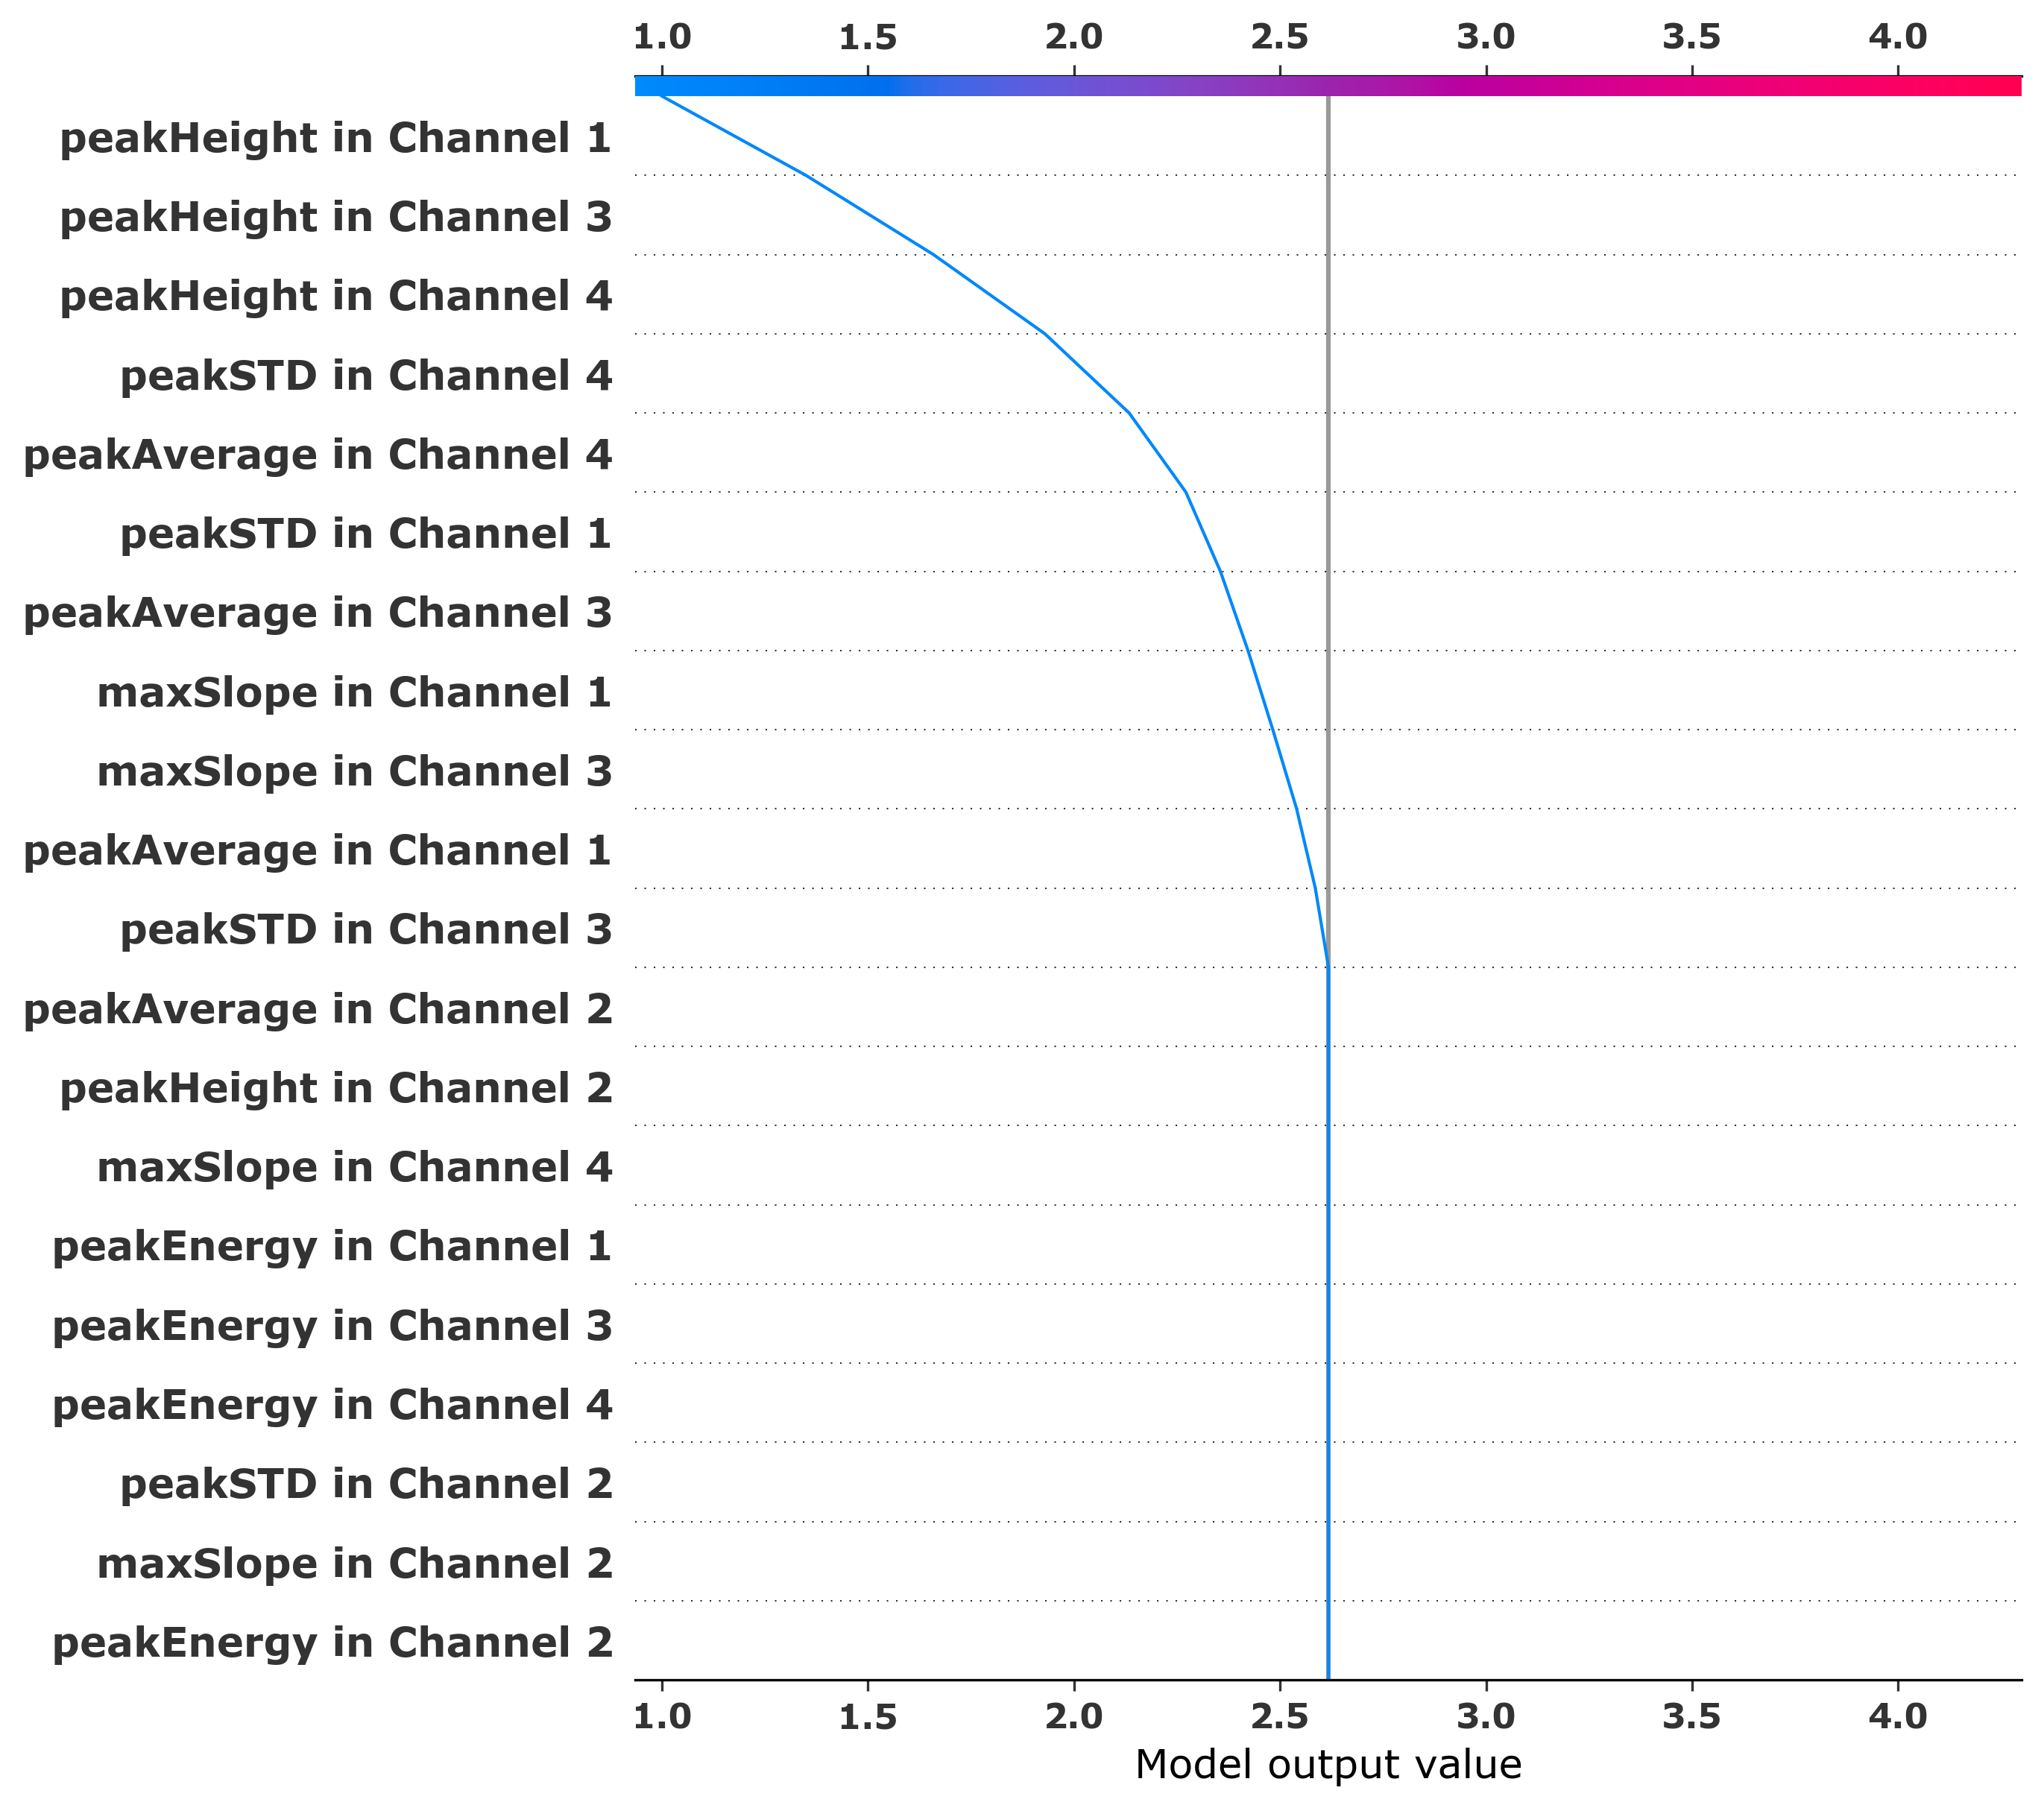 1.0 1.5 2.0 2.5 3.0 3.5 4.0
peakHeight in Channel 1
peakHeight in Channel 3
peakHeight in Channel 4
peakSTD in Channel 4
peakAverage in Channel 4
peakSTD in Channel 1
peakAverage in Channel 3
maxSlope in Channel 1
maxSlope in Channel 3
peakAverage in Channel 1
peakSTD in Channel 3
peakAverage in Channel 2
peakHeight in Channel 2
maxSlope in Channel 4
peakEnergy in Channel 1
peakEnergy in Channel 3
peakEnergy in Channel 4
peakSTD in Channel 2
maxSlope in Channel 2
peakEnergy in Channel 2
1.0 1.5 2.0 2.5 3.0 3.5 4.0
Model output value